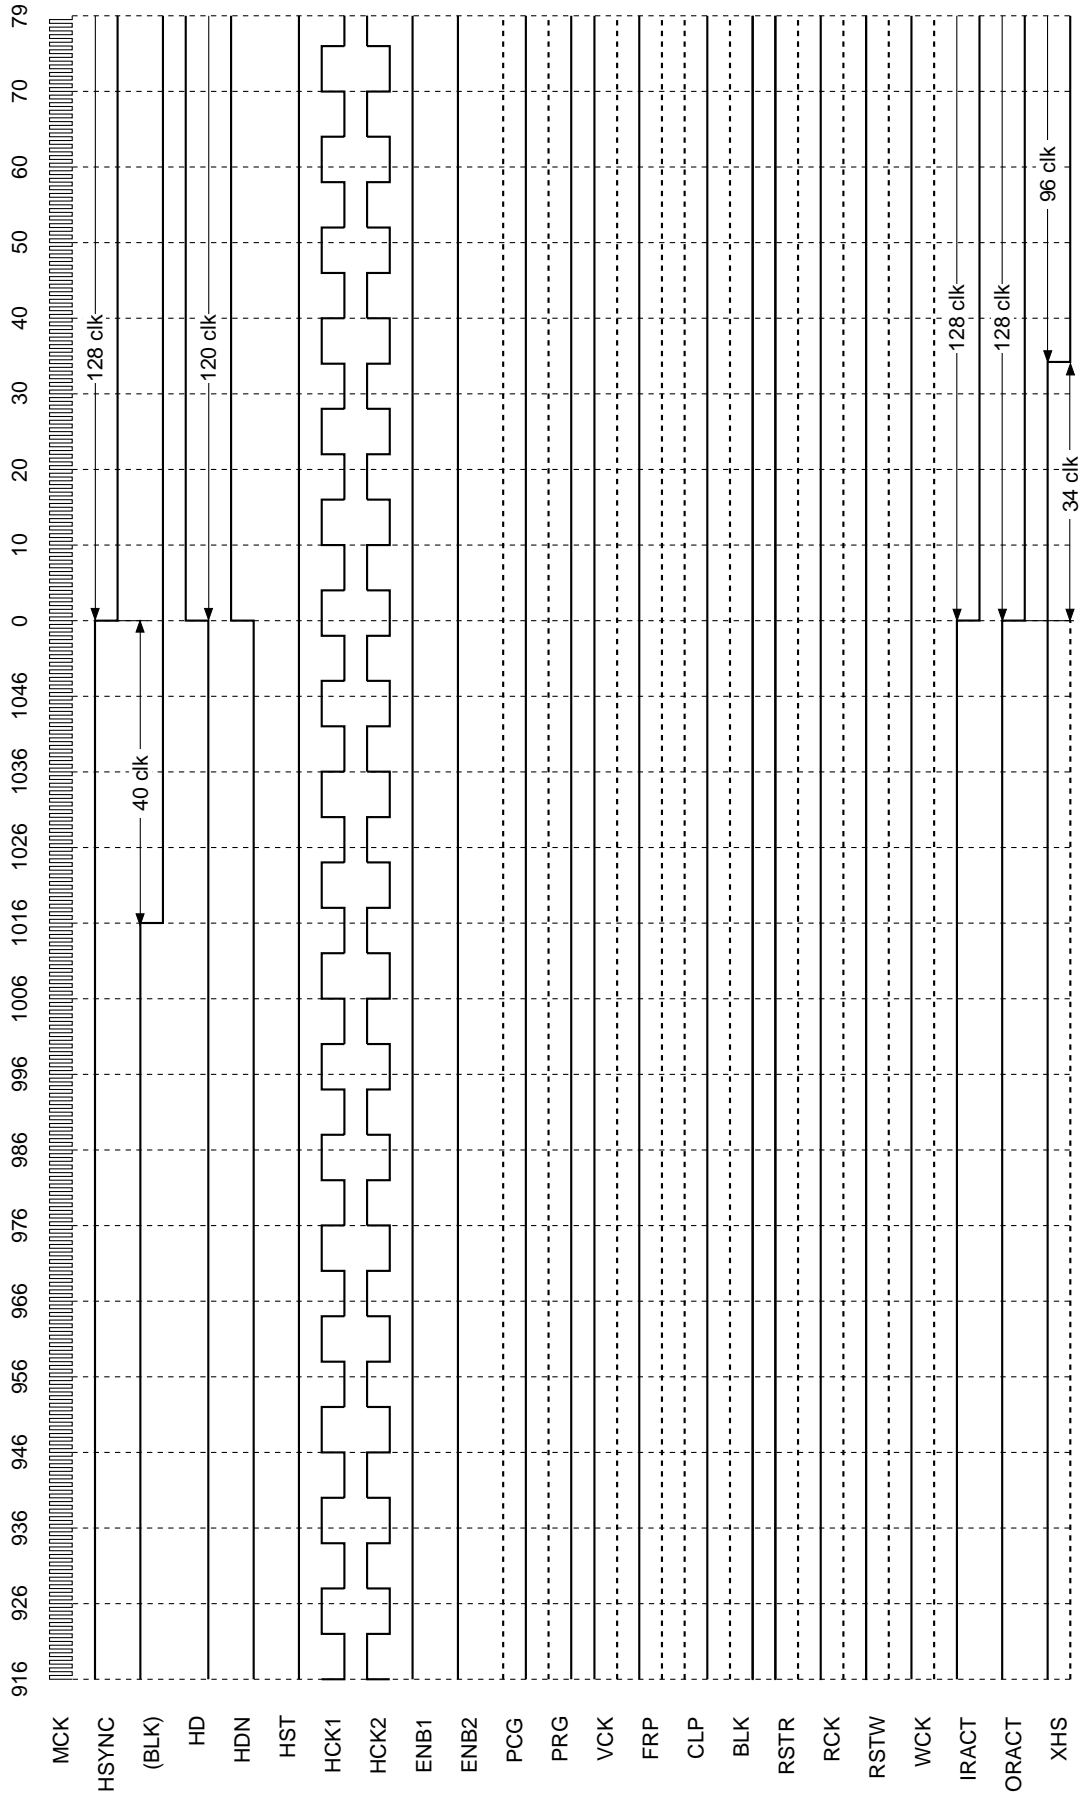 MCK
HSYNC
(BLK)
HD
HDN
HST
HCK1
HCK2
ENB1
ENB2
PCG
PRG
VCK
FRP
CLP
BLK
RSTR
RCK
RSTW
WCK
IRACT
ORACT
XHS
916 926 936 946 956 966 976 986 996 1006 1016 1026 1036 1046 0 10 20 30 40 50 60 70 79
128 clk
40 clk
120 clk
128 clk
128 clk
96 clk
34 clk